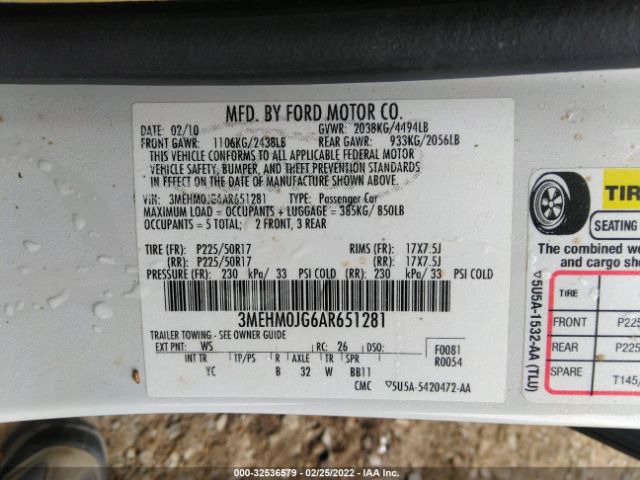 MFD. BY FORD MOTOR CO.
DATE: 02/10 GVWR: 2038KG/4494LB
FRONT GAWR: 1106KG/2438LB REAR GAWR: 933KG/2056LB
THIS VEHICLE CONFORMS TO ALL APPLICABLE FEDERAL MOTOR
VEHICLE SAFETY, BUMPER, AND THEFT PREVENTION STANDARDS
IN EFFECT ON THE DATE OF MANUFACTURE SHOWN ABOVE.
VIN: 3MEHM0JG6AR651281 TYPE: Passenger Car
MAXIMUM LOAD = OCCUPANTS + LUGGAGE = 385KG/ 850LB
OCCUPANTS = 5 TOTAL; 2 FRONT, 3 REAR
TIRE (FR): P225/50R17 RIMS (FR): 17X7.5J
(RR): P225/50R17 (RR): 17X7.5J
PRESSURE (FR): 230 kPa/ 33 PSI COLD (RR): 230 kPa/ 33 PSI COLD
3MEHM0JG6AR651281
TRAILER TOWING - SEE OWNER GUIDE
EXT PNT: WS RC: 26 DSO: F0081
R0054
INT TR TP/PS R AXLE TR SPR
YC B 32 W BB11
CMC ▽5U5A-5420472-AA
TIR
SEATING
The combined we
and cargo sho
TIRE
FRONT P225
REAR P225
SPARE T145/
▽5U5A-1532-AA (TLU)
000-32536579 - 02/25/2022 - IAA Inc.